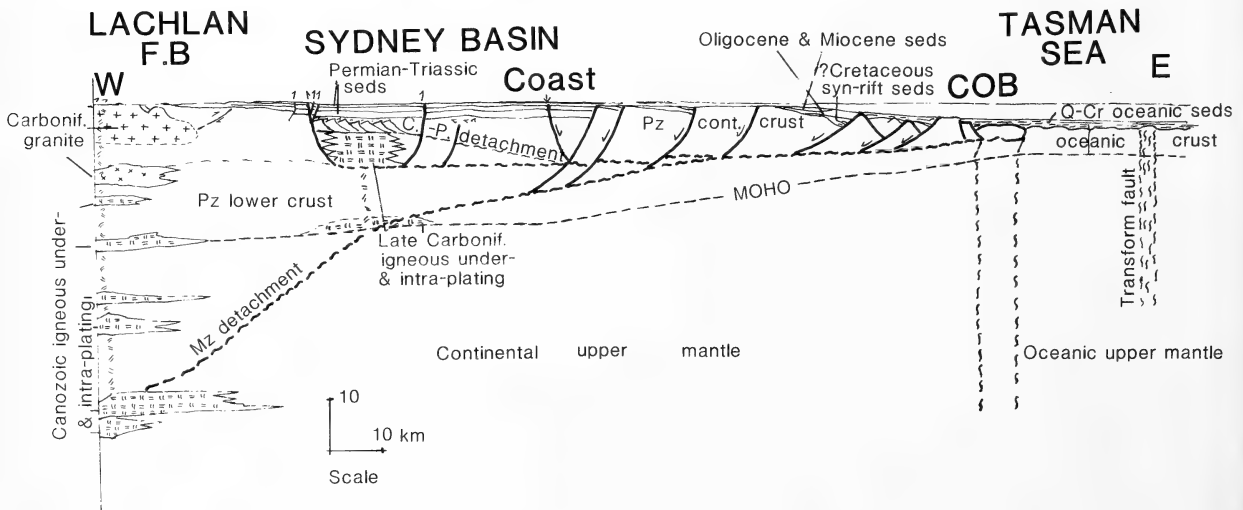 LACHLAN
F.B
SYDNEY BASIN
TASMAN
SEA
Oligocene & Miocene seds
W
Permian-Triassic
seds
Coast
?Cretaceous
syn-rift seds
COB
E
Carbonif.
granite
C.-P. detachment
Pz cont. crust
Q-Cr oceanic seds
oceanic crust
Pz lower crust
MOHO
Late Carbonif.
igneous under-
& intra-plating
Transform fault
Mz detachment
Canozoic igneous under-
& intra-plating
Continental upper mantle
Oceanic upper mantle
10
10 km
Scale